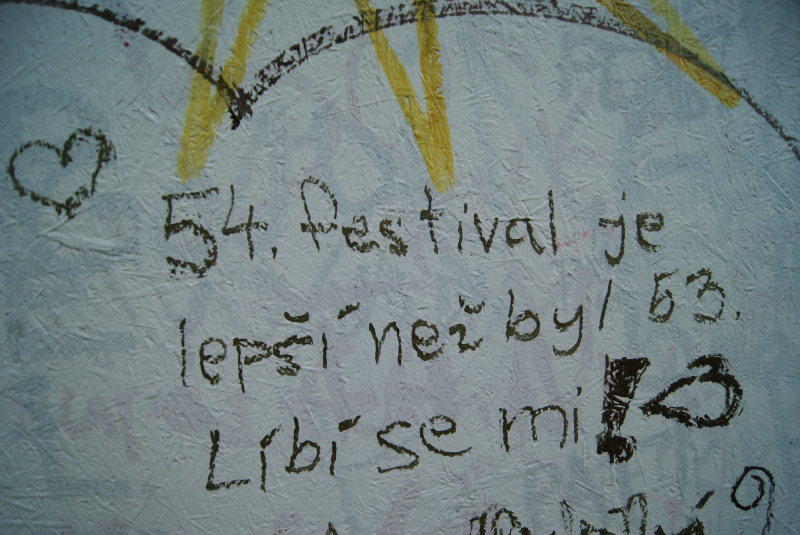 54. festival je
lepší než byl 53.
Líbí se mi!